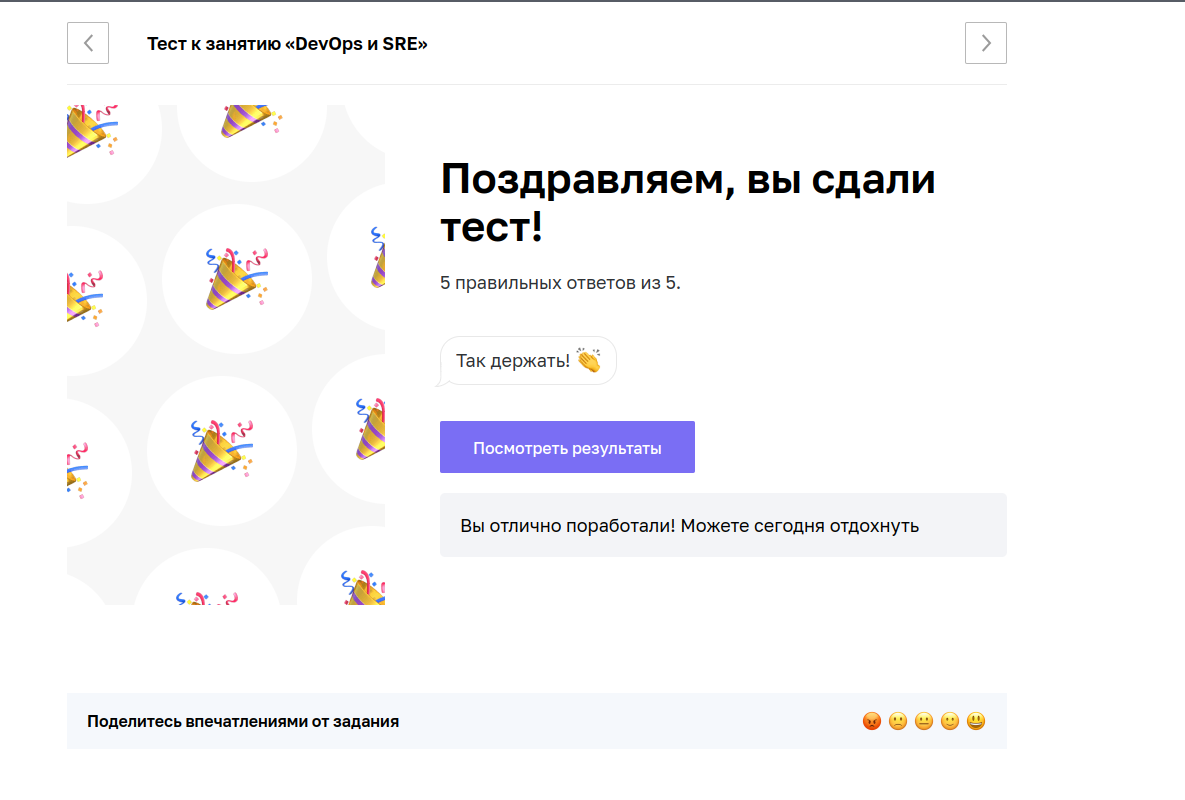 Тест к занятию «DevOps и SRE»
Поздравляем, вы сдали
тест!
5 правильных ответов из 5.
Так держать! 👏
Посмотреть результаты
Вы отлично поработали! Можете сегодня отдохнуть
Поделитесь впечатлениями от задания